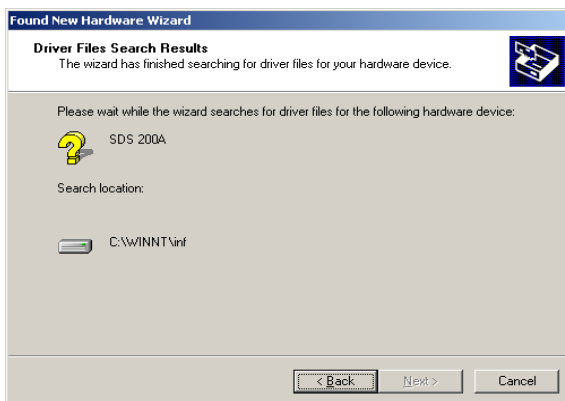 Found New Hardware Wizard
Driver Files Search Results
The wizard has finished searching for driver files for your hardware device.
Please wait while the wizard searches for driver files for the following hardware device:
SDS 200A
Search location:
C:\WINNT\inf
< Back Next > Cancel